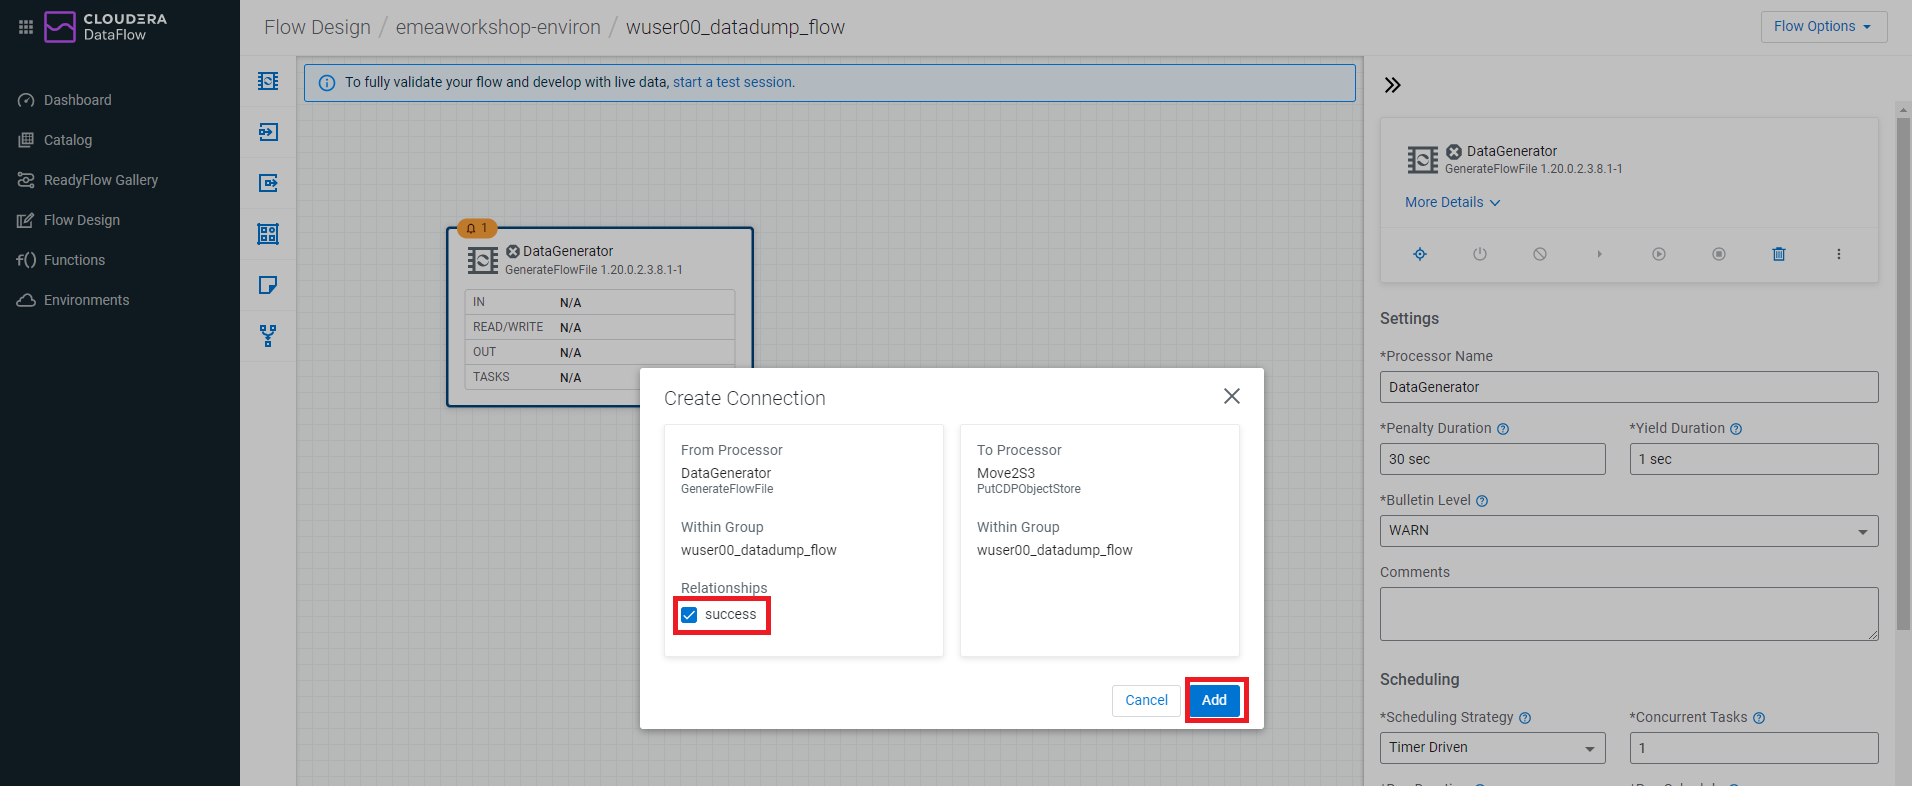 CLOUDERA
DataFlow
Dashboard
Catalog
ReadyFlow Gallery
Flow Design
f() Functions
Environments
Flow Design / emeaworkshop-environ / wuser00_datadump_flow
Flow Options
To fully validate your flow and develop with live data, start a test session.
1
DataGenerator
GenerateFlowFile 1.20.0.2.3.8.1-1
IN N/A
READ/WRITE N/A
OUT N/A
TASKS N/A
Create Connection
From Processor
DataGenerator
GenerateFlowFile
Within Group
wuser00_datadump_flow
Relationships
success
To Processor
Move2S3
PutCDPObjectStore
Within Group
wuser00_datadump_flow
Cancel
Add
DataGenerator
GenerateFlowFile 1.20.0.2.3.8.1-1
More Details
Settings
*Processor Name
DataGenerator
*Penalty Duration
*Yield Duration
30 sec
1 sec
*Bulletin Level
WARN
Comments
Scheduling
*Scheduling Strategy
*Concurrent Tasks
Timer Driven
1